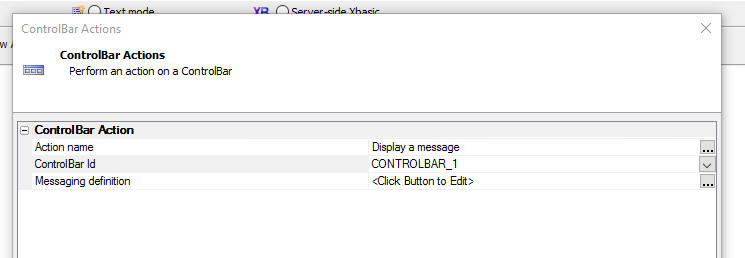 Text mode
Server-side Xbasic
ControlBar Actions
ControlBar Actions
Perform an action on a ControlBar
ControlBar Action
Action name Display a message
ControlBar Id CONTROLBAR_1
Messaging definition <Click Button to Edit>